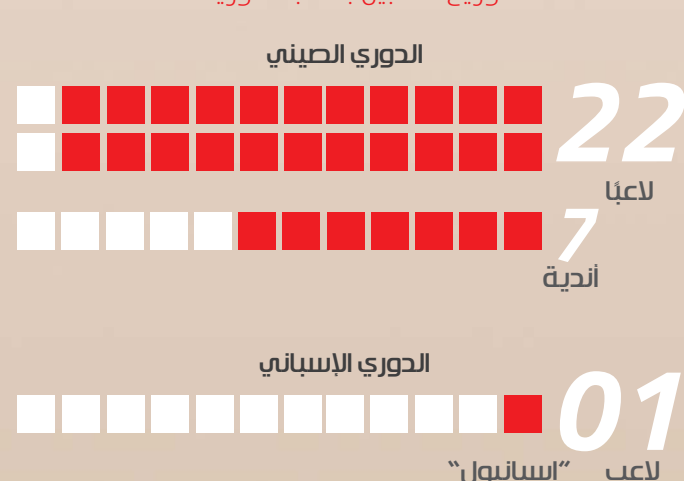 الدوري الصيني
22
لاعبًا
7
أندية
الدوري الإسباني
01
لاعب "اسبانيول"